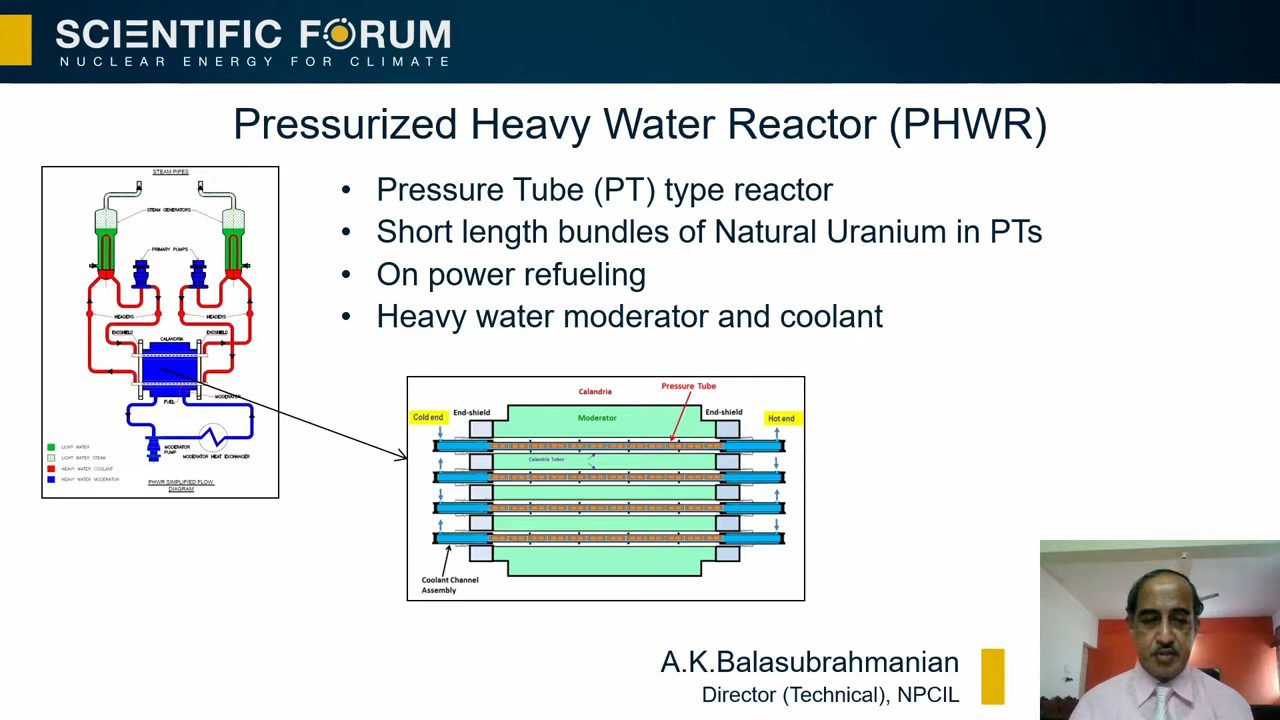 SCIENTIFIC FORUM
NUCLEAR ENERGY FOR CLIMATE
Pressurized Heavy Water Reactor (PHWR)
• Pressure Tube (PT) type reactor
• Short length bundles of Natural Uranium in PTs
• On power refueling
• Heavy water moderator and coolant
STEAM PIPES
STEAM GENERATORS
PRIMARY PUMPS
HEADERS
HEADERS
ENDSHIELD
ENDSHIELD
CALANDRIA
FUEL
MODERATOR
MODERATOR
PUMP
MODERATOR HEAT EXCHANGER
LIGHT WATER
LIGHT WATER STEAM
HEAVY WATER COOLANT
HEAVY WATER MODERATOR
PHWR SIMPLIFIED FLOW
DIAGRAM
Calandria
Pressure Tube
Cold end
End-shield
Moderator
End-shield
Hot end
Calandria Tubes
Coolant Channel
Assembly
A.K.Balasubrahmanian
Director (Technical), NPCIL